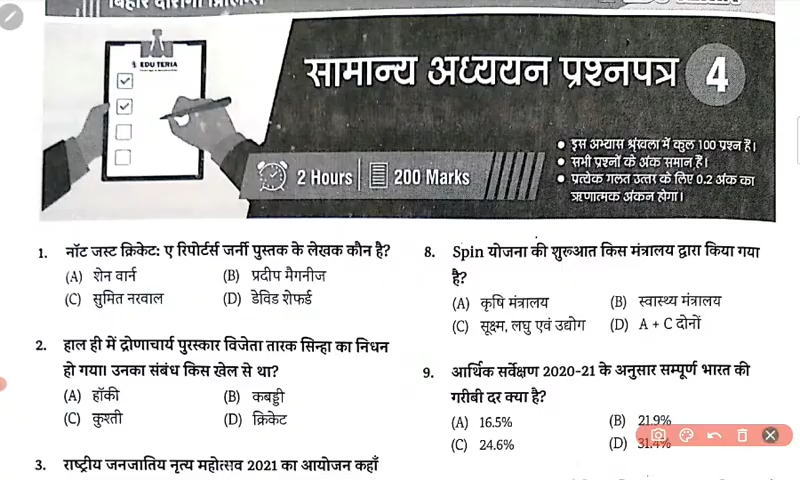 बिहार दारोगा प्रिलिम्स
EDU TERIA
सामान्य अध्ययन प्रश्नपत्र 4
इस अभ्यास श्रृंखला में कुल 100 प्रश्न हैं।
सभी प्रश्नों के अंक समान हैं।
प्रत्येक गलत उत्तर के लिए 0.2 अंक का
ऋणात्मक अंकन होगा।
2 Hours
200 Marks
1. नॉट जस्ट क्रिकेट: ए रिपोर्टर्स जर्नी पुस्तक के लेखक कौन है?
(A) शेन वार्न (B) प्रदीप मैगनीज
(C) सुमित नरवाल (D) डेविड शेफर्ड
2. हाल ही में द्रोणाचार्य पुरस्कार विजेता तारक सिन्हा का निधन
हो गया। उनका संबंध किस खेल से था?
(A) हॉकी (B) कबड्डी
(C) कुश्ती (D) क्रिकेट
3. राष्ट्रीय जनजातिय नृत्य महोत्सव 2021 का आयोजन कहाँ
8. Spin योजना की शुरूआत किस मंत्रालय द्वारा किया गया
है?
(A) कृषि मंत्रालय (B) स्वास्थ्य मंत्रालय
(C) सूक्ष्म, लघु एवं उद्योग (D) A + C दोनों
9. आर्थिक सर्वेक्षण 2020-21 के अनुसार सम्पूर्ण भारत की
गरीबी दर क्या है?
(A) 16.5% (B) 21.9%
(C) 24.6% (D) 31.4%